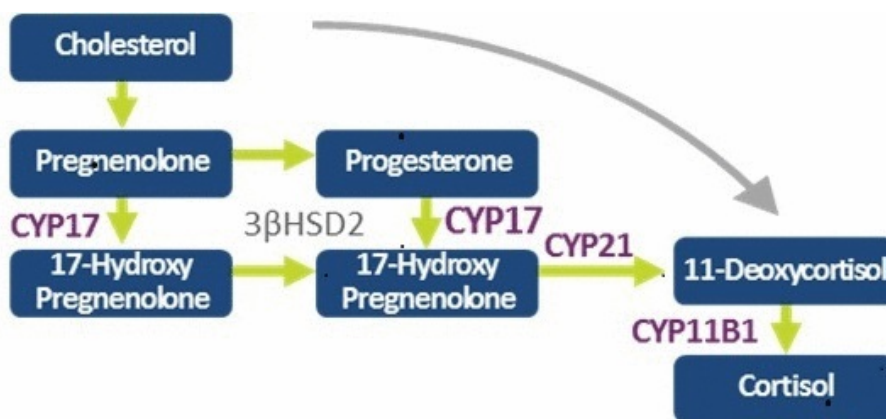 Cholesterol
Pregnenolone
Progesterone
CYP17
3βHSD2
CYP17
CYP21
17-Hydroxy
Pregnenolone
17-Hydroxy
Pregnenolone
11-Deoxycortisol
CYP11B1
Cortisol